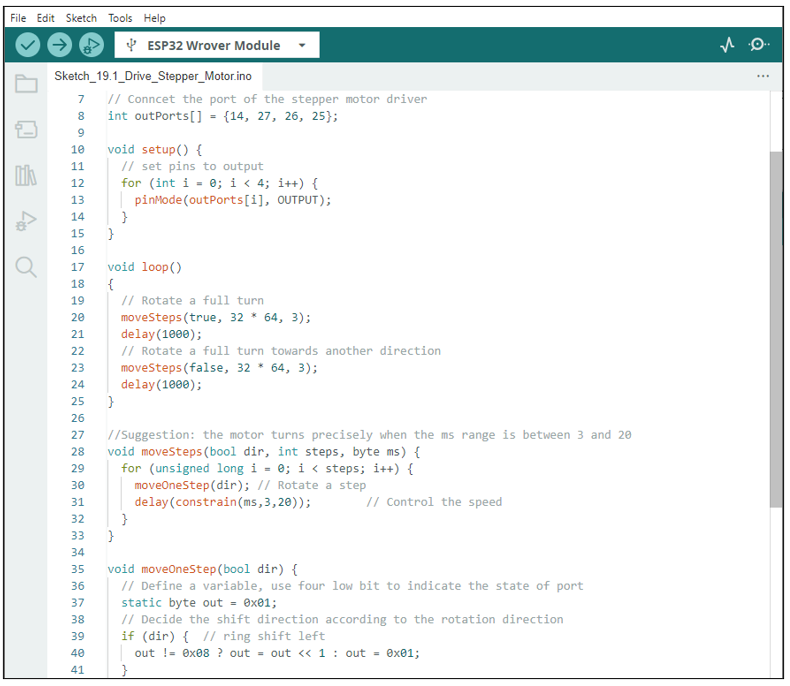 File Edit Sketch Tools Help
ESP32 Wrover Module
Sketch_19.1_Drive_Stepper_Motor.ino
7 // Conncet the port of the stepper motor driver
8 int outPorts[] = {14, 27, 26, 25};
9
10 void setup() {
11 // set pins to output
12 for (int i = 0; i < 4; i++) {
13 pinMode(outPorts[i], OUTPUT);
14 }
15 }
16
17 void loop()
18 {
19 // Rotate a full turn
20 moveSteps(true, 32 * 64, 3);
21 delay(1000);
22 // Rotate a full turn towards another direction
23 moveSteps(false, 32 * 64, 3);
24 delay(1000);
25 }
26
27 //Suggestion: the motor turns precisely when the ms range is between 3 and 20
28 void moveSteps(bool dir, int steps, byte ms) {
29 for (unsigned long i = 0; i < steps; i++) {
30 moveOneStep(dir); // Rotate a step
31 delay(constrain(ms,3,20)); // Control the speed
32 }
33 }
34
35 void moveOneStep(bool dir) {
36 // Define a variable, use four low bit to indicate the state of port
37 static byte out = 0x01;
38 // Decide the shift direction according to the rotation direction
39 if (dir) { // ring shift left
40 out != 0x08 ? out = out << 1 : out = 0x01;
41 }